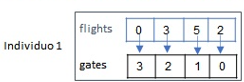 flights 0 3 5 2
Individuo 1
gates 3 2 1 0